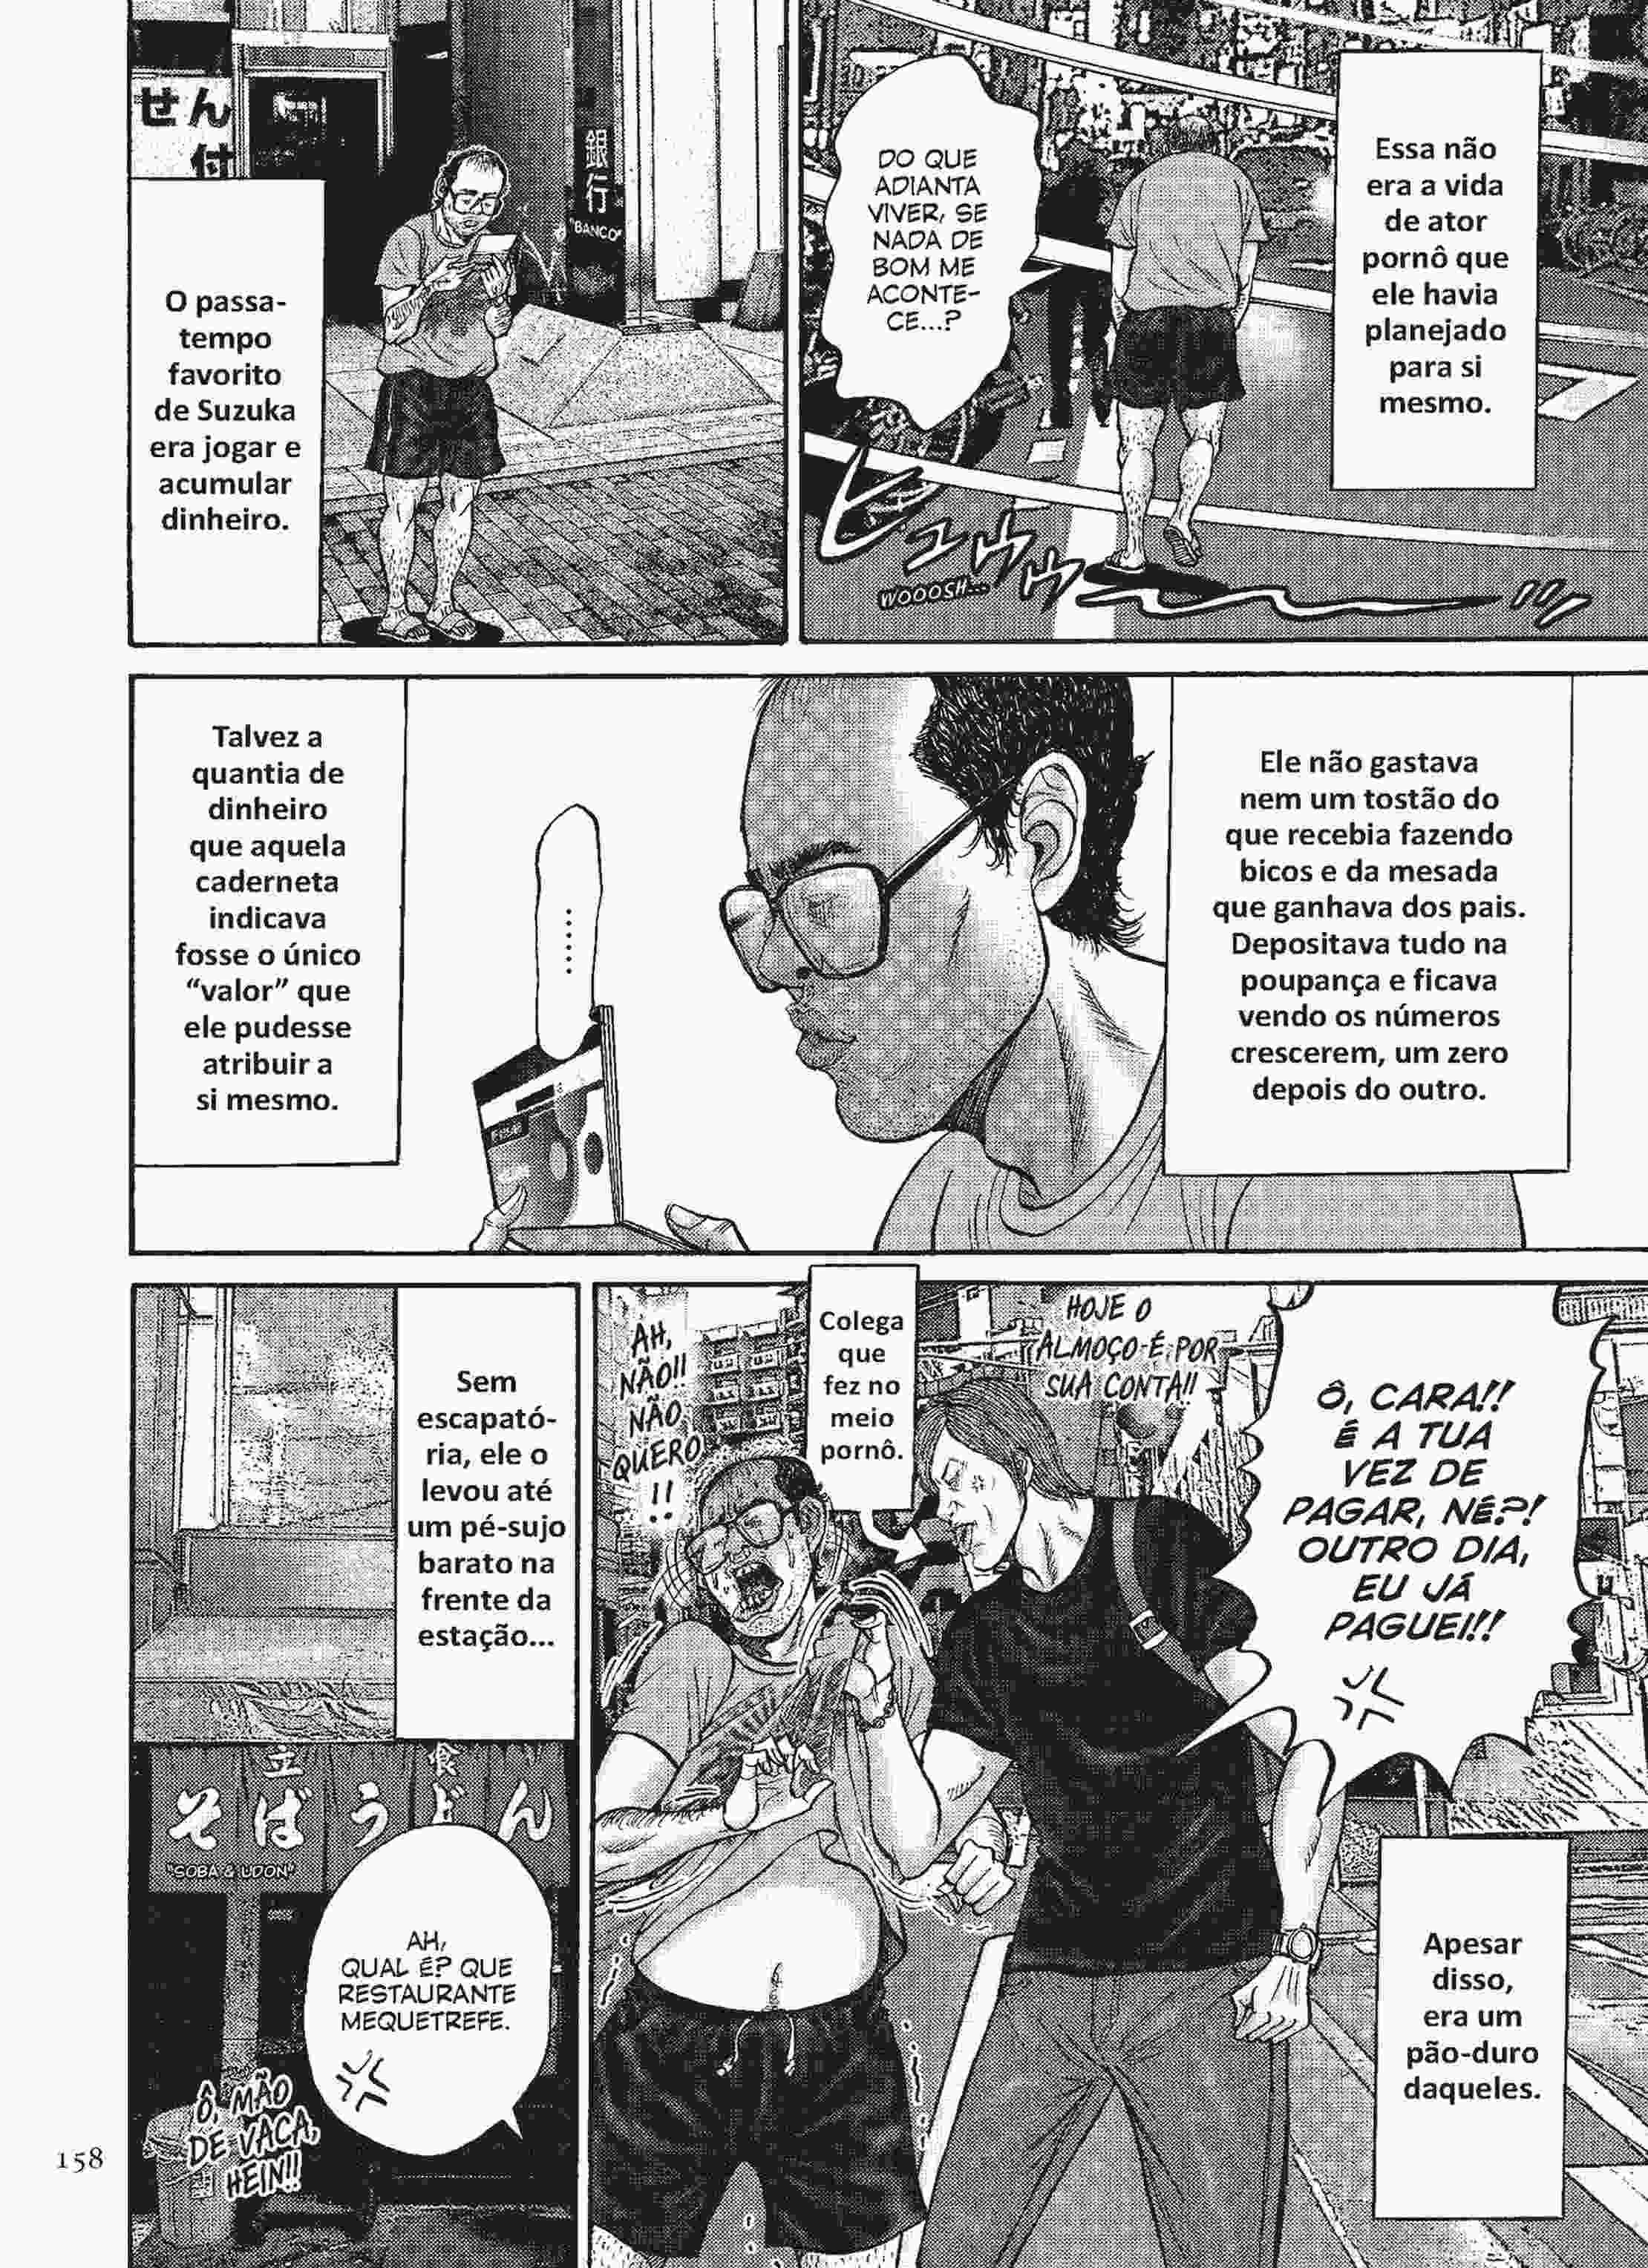 Essa não
era a vida
de ator
pornô que
ele havia
planejado
para si
mesmo.
DO QUE
ADIANTA
VIVER, SE
NADA DE
BOM ME
ACONTE-
CE...?
ヒュウウゥ
WOOOSH...
せん
付
銀行
"BANCO"
O passa-
tempo
favorito
de Suzuka
era jogar e
acumular
dinheiro.
Ele não gastava
nem um tostão do
que recebia fazendo
bicos e da mesada
que ganhava dos pais.
Depositava tudo na
poupança e ficava
vendo os números
crescerem, um zero
depois do outro.
......
Talvez a
quantia de
dinheiro
que aquela
caderneta
indicava
fosse o único
“valor” que
ele pudesse
atribuir a
si mesmo.
Ô, CARA!!
É A TUA
VEZ DE
PAGAR, NÉ?!
OUTRO DIA,
EU JÁ
PAGUEI!!
HOJE O
ALMOÇO É POR
SUA CONTA!!
Colega
que
fez no
meio
pornô.
AH,
NÃO!!
NÃO
QUERO
!!
Apesar
disso,
era um
pão-duro
daqueles.
Sem
escapató-
ria, ele o
levou até
um pé-sujo
barato na
frente da
estação...
立食
そばうどん
"SOBA & UDON"
AH,
QUAL É? QUE
RESTAURANTE
MEQUETREFE.
Ô, MÃO
DE VACA,
HEIN!!
158